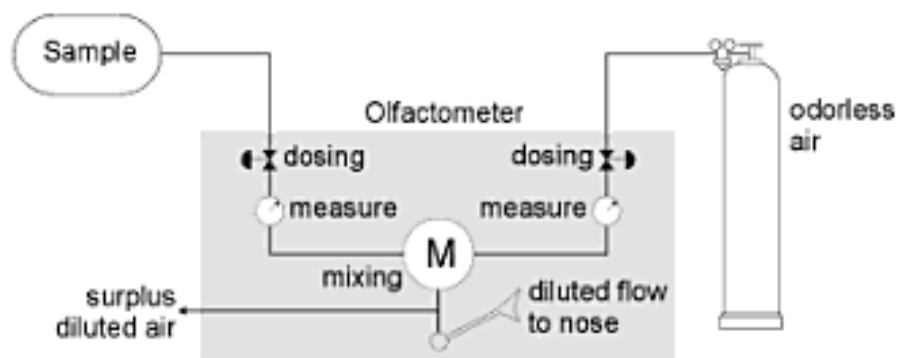 Sample
Olfactometer
odorless
air
dosing
dosing
measure
measure
M
mixing
surplus
diluted air
diluted flow
to nose